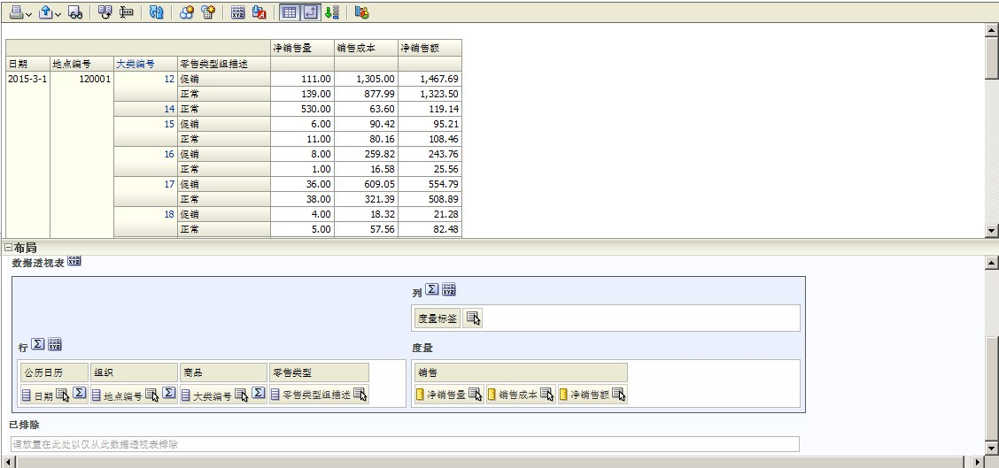 净销售量 销售成本 净销售额
日期 地点编号 大类编号 零售类型组描述
2015-3-1 120001 12 促销 111.00 1,305.00 1,467.69
正常 139.00 877.99 1,323.50
14 正常 530.00 63.60 119.14
15 促销 6.00 90.42 95.21
正常 11.00 80.16 108.46
16 促销 8.00 259.82 243.76
正常 1.00 16.58 25.56
17 促销 36.00 609.05 554.79
正常 38.00 321.39 508.89
18 促销 4.00 18.32 21.28
正常 5.00 57.56 82.48
布局
数据透视表
列
度量标签
行 度量
公历日历 组织 商品 零售类型 销售
日期 地点编号 大类编号 零售类型组描述 净销售量 销售成本 净销售额
已排除
请放置在此处以仅从此数据透视表排除